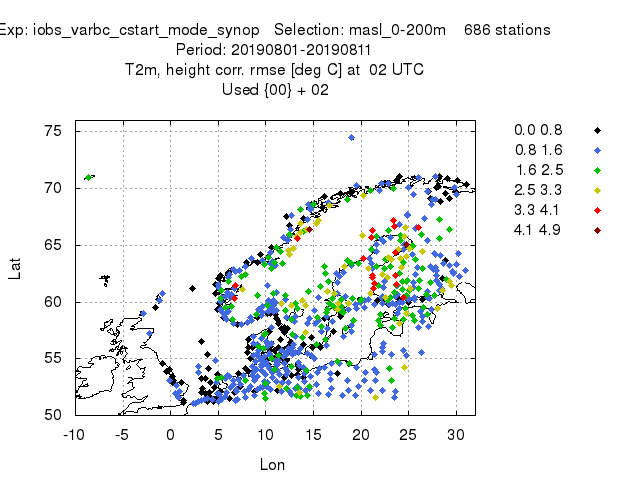 Exp: iobs_varbc_cstart_mode_synop Selection: masl_0-200m 686 stations
Period: 20190801-20190811
T2m, height corr. rmse [deg C] at 02 UTC
Used {00} + 02
75
70
65
60
55
50
Lat
-10 -5 0 5 10 15 20 25 30
Lon
0.0 0.8
0.8 1.6
1.6 2.5
2.5 3.3
3.3 4.1
4.1 4.9